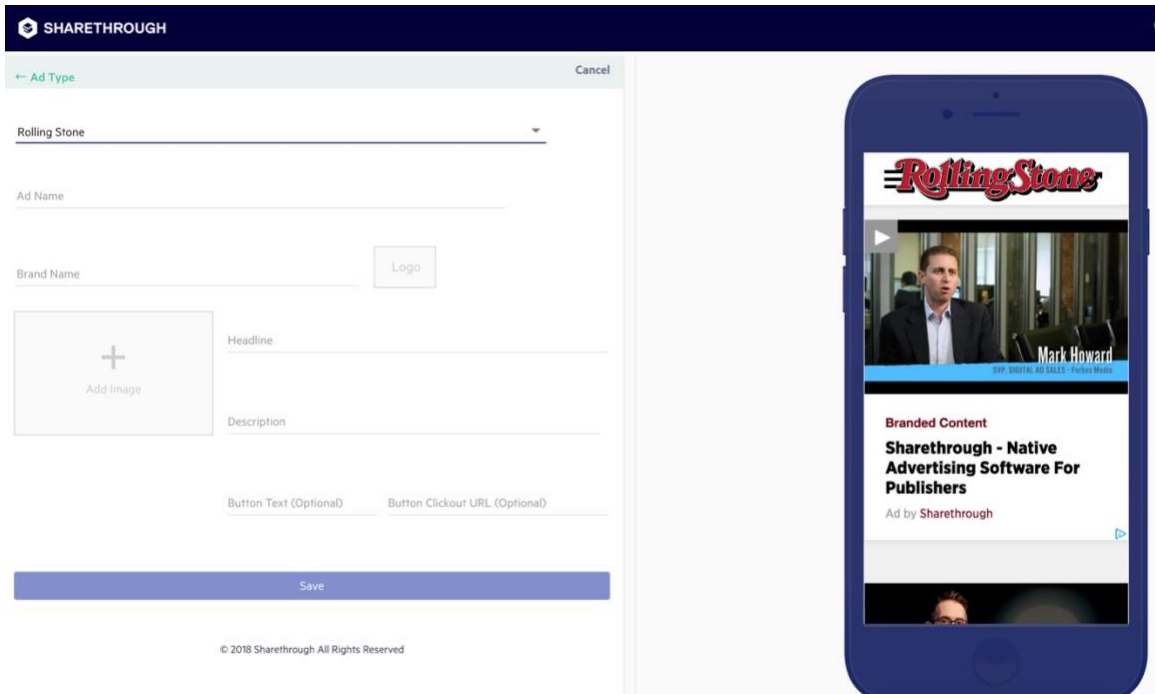 SHARETHROUGH
← Ad Type
Cancel
Rolling Stone
Ad Name
Brand Name
Logo
Add Image
Headline
Description
Button Text (Optional)
Button Clickout URL (Optional)
Save
© 2018 Sharethrough All Rights Reserved
RollingStone
Mark Howard
SVP, DIGITAL AD SALES - Forbes Media
Branded Content
Sharethrough - Native
Advertising Software For
Publishers
Ad by Sharethrough